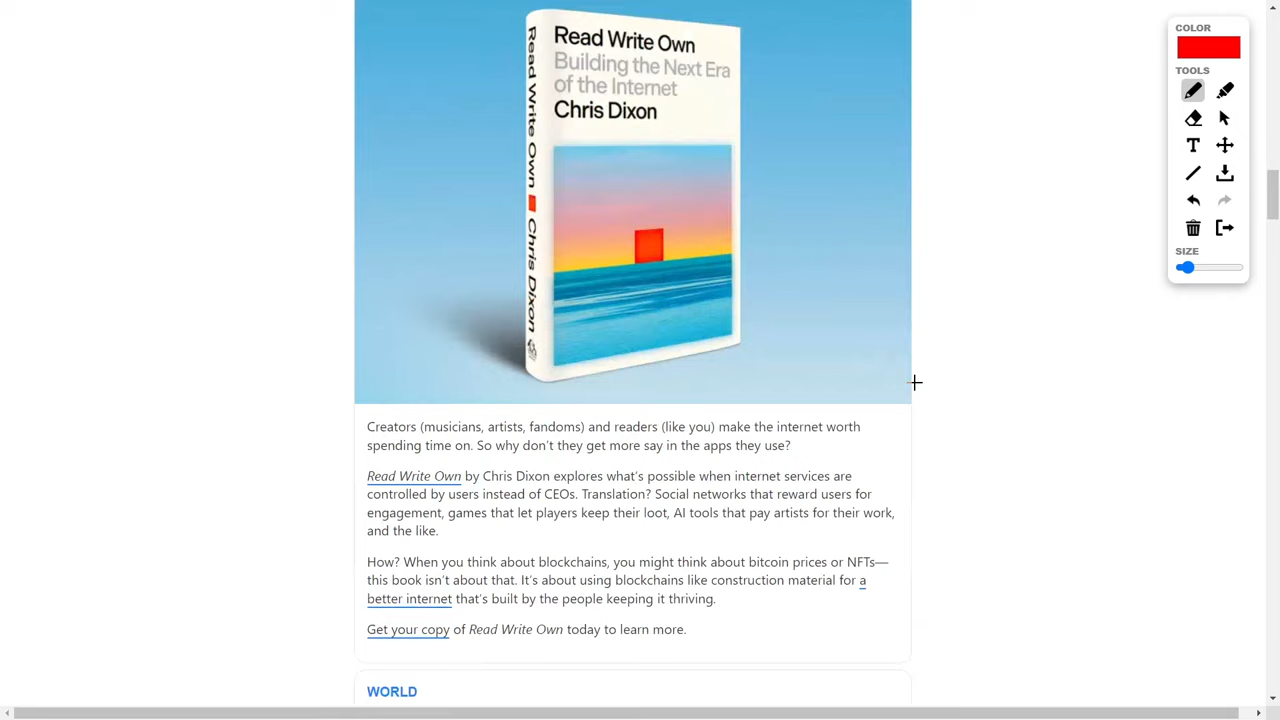 Read Write Own
Building the Next Era
of the Internet
Chris Dixon
Read Write Own Chris Dixon
Creators (musicians, artists, fandoms) and readers (like you) make the internet worth
spending time on. So why don't they get more say in the apps they use?
Read Write Own by Chris Dixon explores what's possible when internet services are
controlled by users instead of CEOs. Translation? Social networks that reward users for
engagement, games that let players keep their loot, AI tools that pay artists for their work,
and the like.
How? When you think about blockchains, you might think about bitcoin prices or NFTs—
this book isn't about that. It's about using blockchains like construction material for a
better internet that's built by the people keeping it thriving.
Get your copy of Read Write Own today to learn more.
WORLD
COLOR
TOOLS
T
SIZE